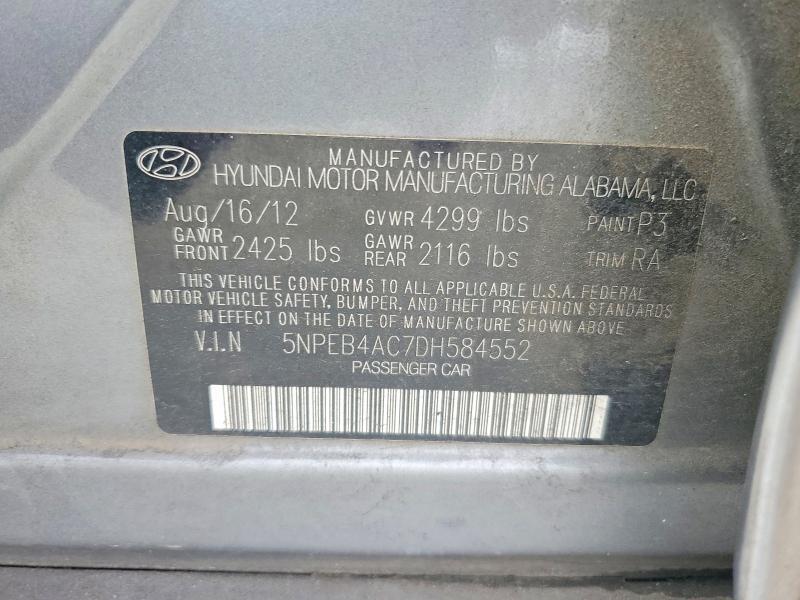 MANUFACTURED BY
HYUNDAI MOTOR MANUFACTURING ALABAMA, LLC
Aug/16/12 GVWR 4299 lbs PAINT P3
GAWR FRONT 2425 lbs GAWR REAR 2116 lbs TRIM RA
THIS VEHICLE CONFORMS TO ALL APPLICABLE U.S.A. FEDERAL
MOTOR VEHICLE SAFETY, BUMPER, AND THEFT PREVENTION STANDARDS
IN EFFECT ON THE DATE OF MANUFACTURE SHOWN ABOVE.
V.I.N 5NPEB4AC7DH584552
PASSENGER CAR